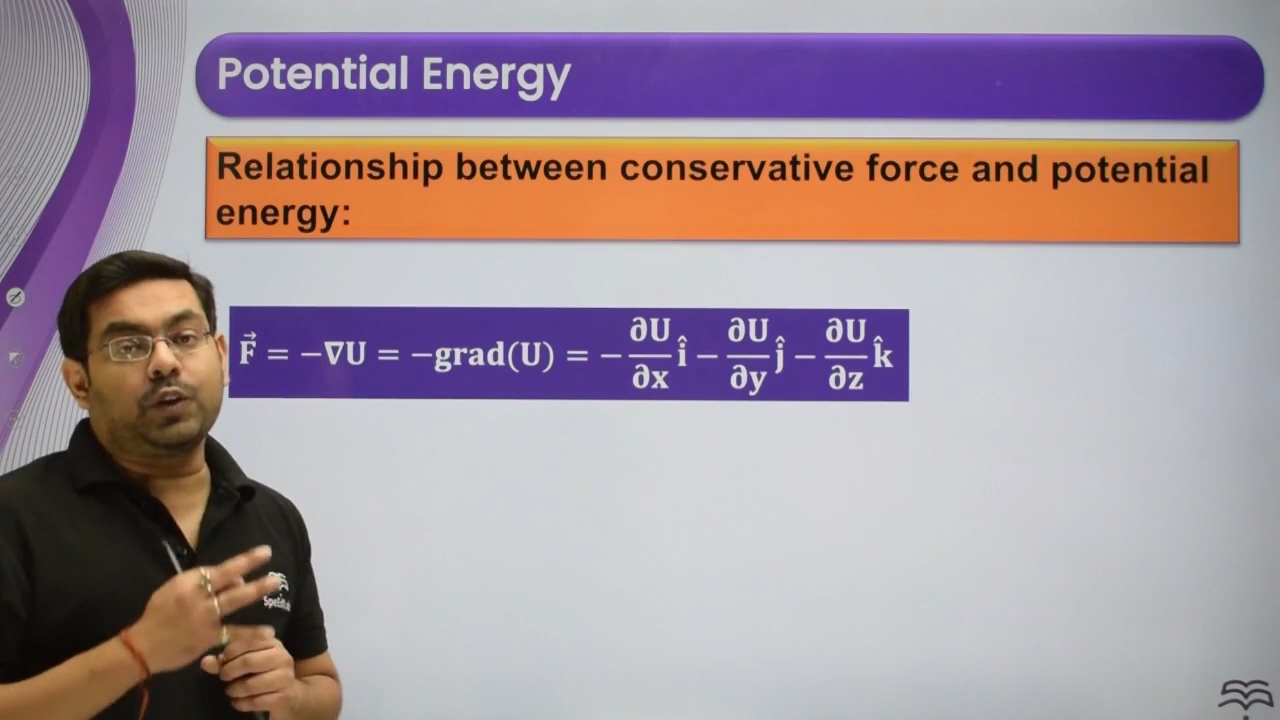 Potential Energy
Relationship between conservative force and potential
energy:
F⃗ = −∇U = −grad(U) = −∂U/∂x î − ∂U/∂y ĵ − ∂U/∂z k̂